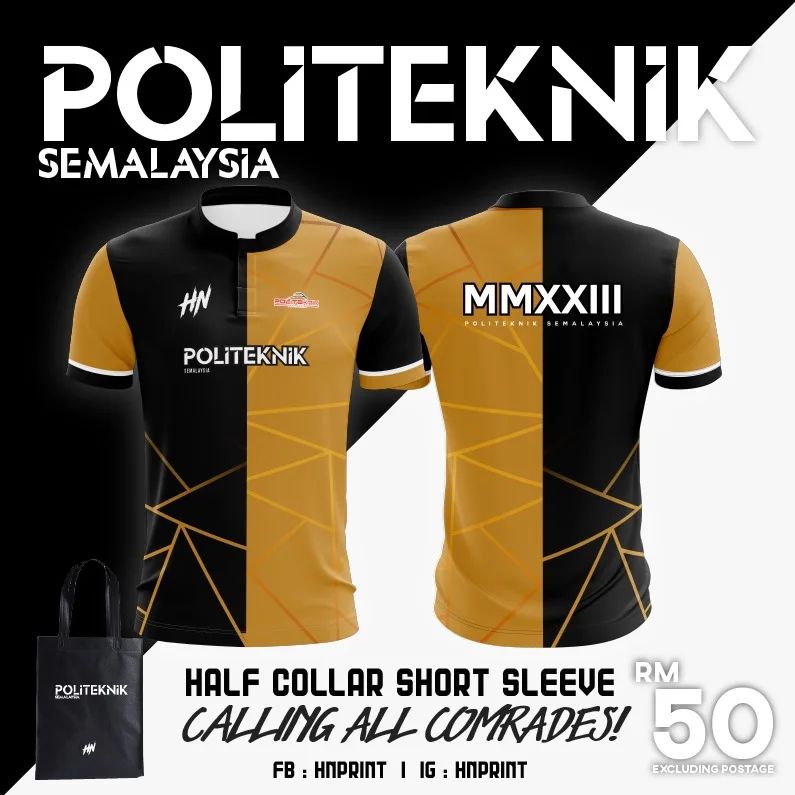 POLiTEKNiK
SEMALAYSiA
HN
POLiTEKNiK
POLiTEKNiK
SEMALAYSIA
MMXXIII
POLITEKNIK SEMALAYSIA
POLiTEKNiK
SEMALAYSIA
HN
HALF COLLAR SHORT SLEEVE
CALLING ALL COMRADES!
FB : HNPRINT I IG : HNPRINT
RM
50
EXCLUDING POSTAGE